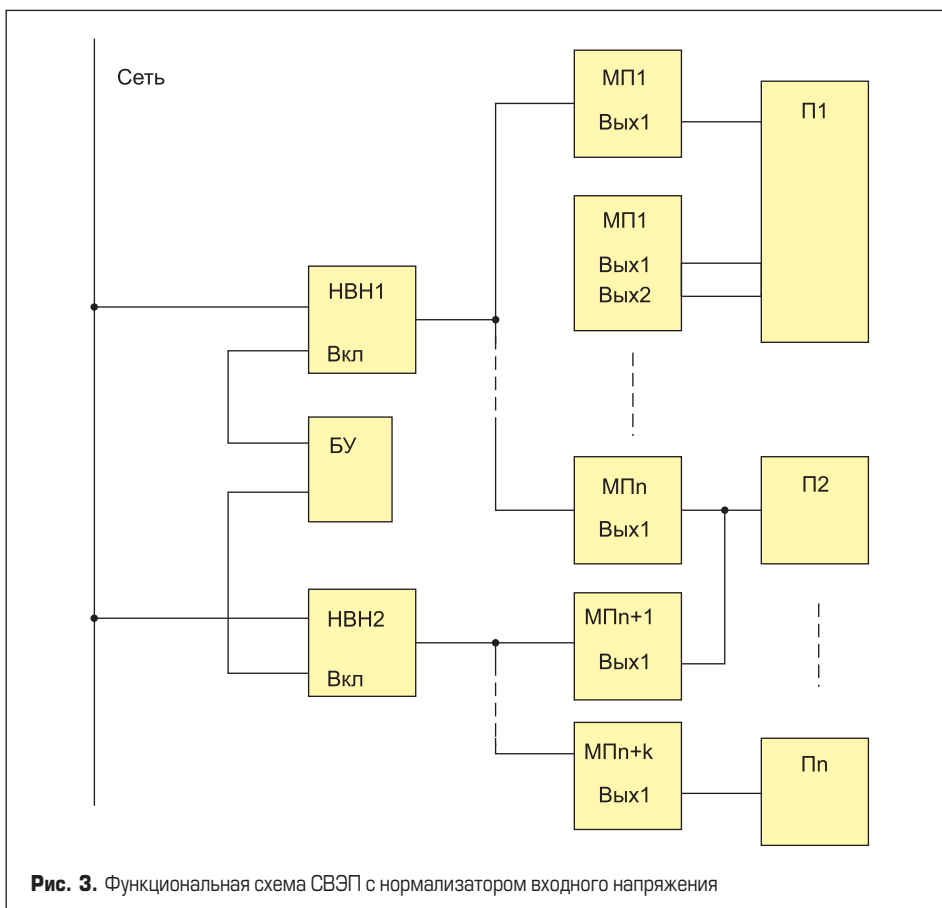 Сеть
МП1
Вых1
П1
МП1
Вых1
Вых2
НВН1
Вкл
БУ
МПn
Вых1
П2
НВН2
Вкл
МПn+1
Вых1
МПn+k
Вых1
Пn
Рис. 3. Функциональная схема СВЭП с нормализатором входного напряжения